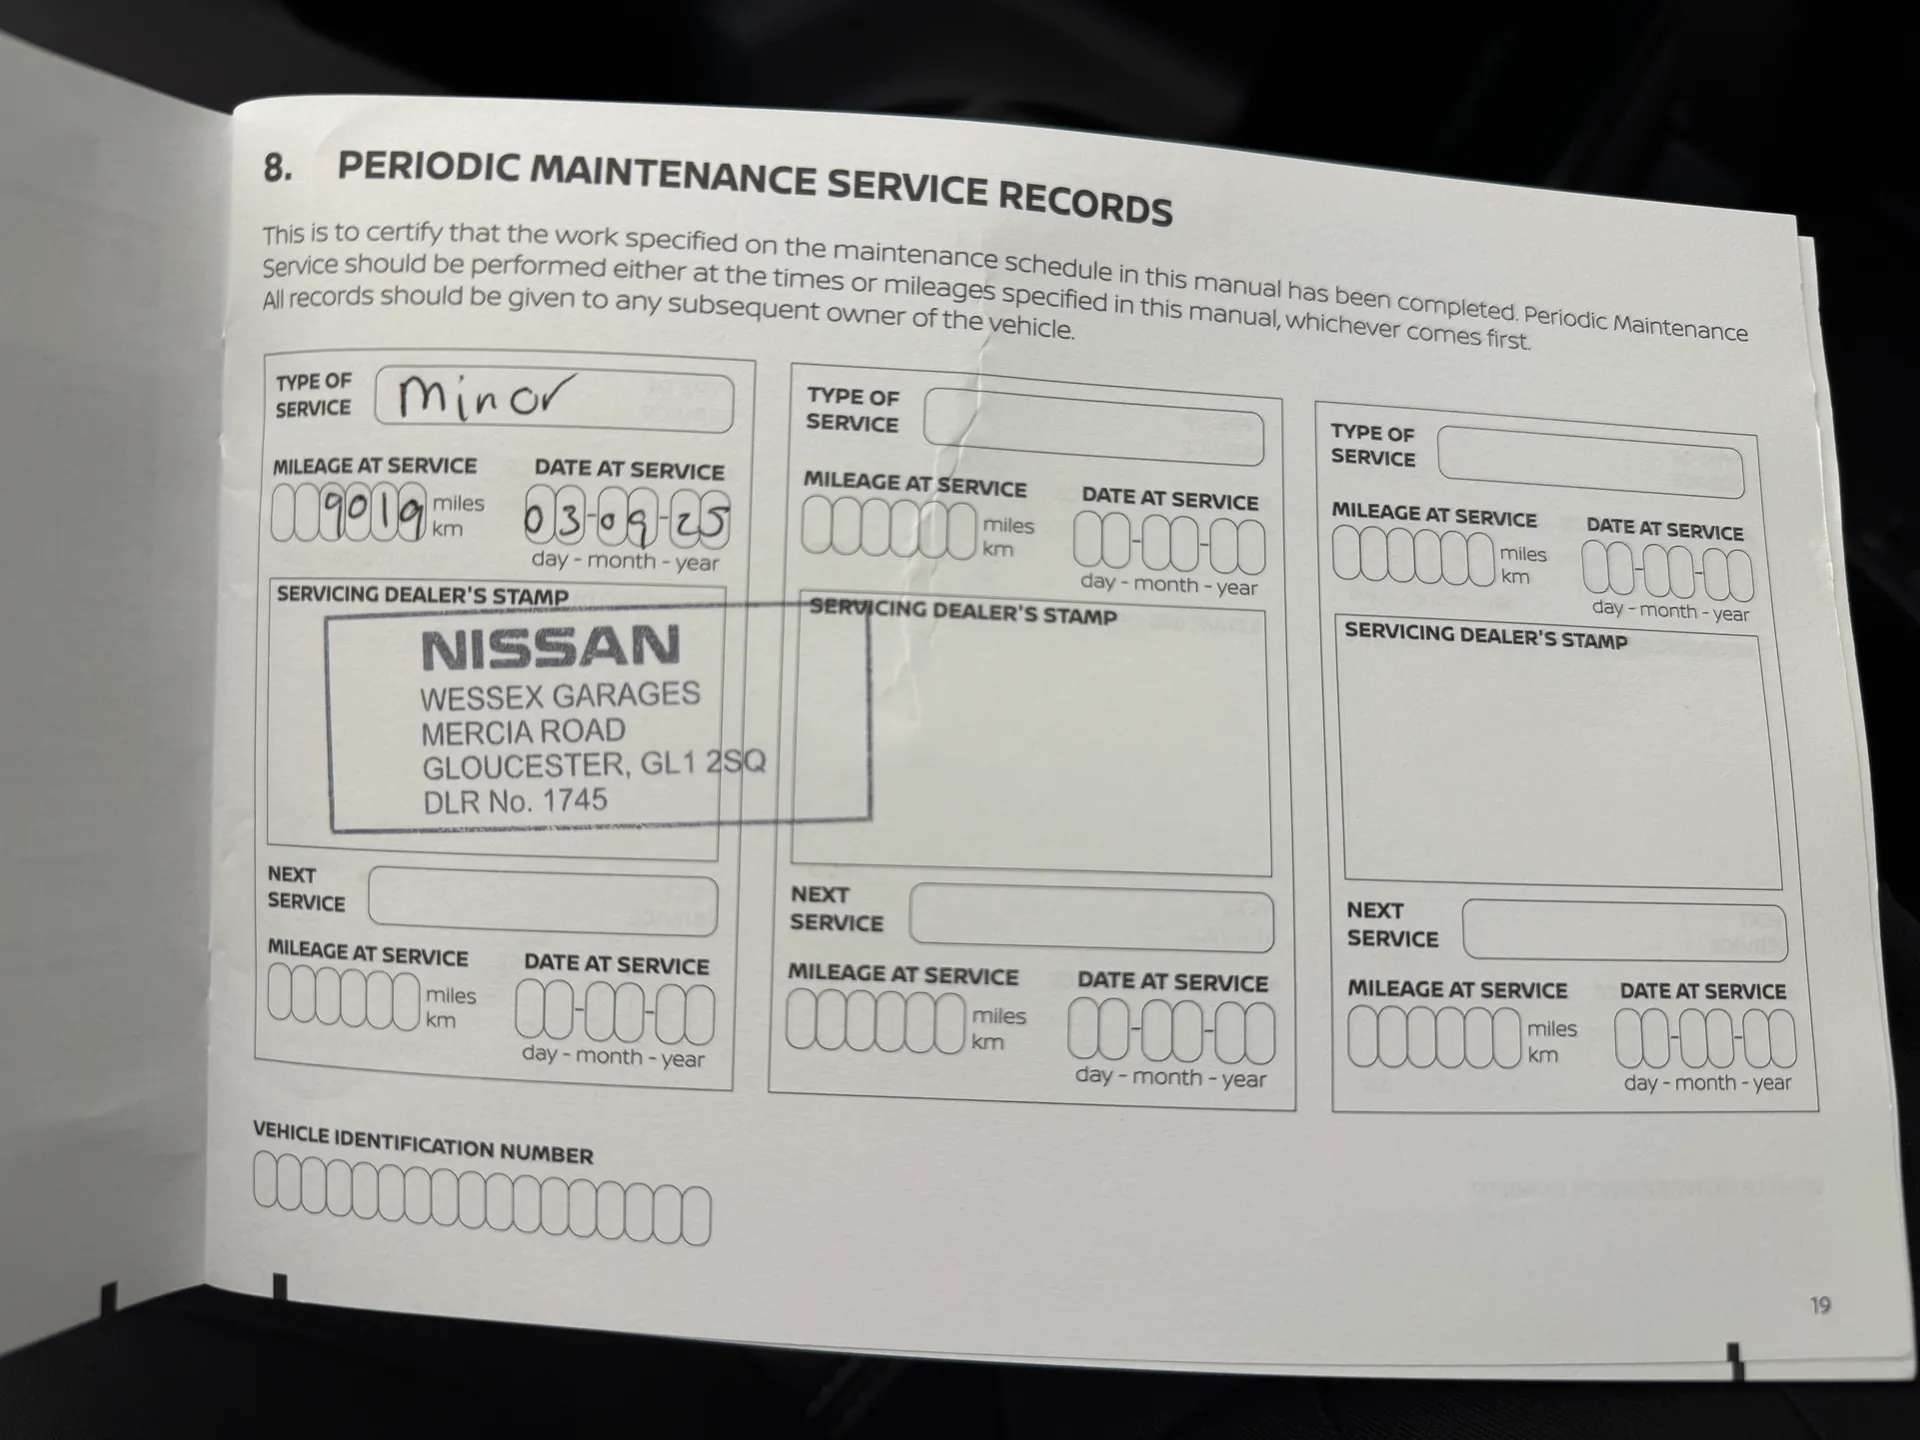 8. PERIODIC MAINTENANCE SERVICE RECORDS
This is to certify that the work specified on the maintenance schedule in this manual has been completed. Periodic Maintenance
Service should be performed either at the times or mileages specified in this manual, whichever comes first.
All records should be given to any subsequent owner of the vehicle.
TYPE OF
SERVICE
Minor
MILEAGE AT SERVICE
9019 miles
km
DATE AT SERVICE
03-09-25
day - month - year
SERVICING DEALER'S STAMP
NISSAN
WESSEX GARAGES
MERCIA ROAD
GLOUCESTER, GL1 2SQ
DLR No. 1745
NEXT
SERVICE
MILEAGE AT SERVICE
miles
km
DATE AT SERVICE
day - month - year
TYPE OF
SERVICE
MILEAGE AT SERVICE
miles
km
DATE AT SERVICE
day - month - year
SERVICING DEALER'S STAMP
NEXT
SERVICE
MILEAGE AT SERVICE
miles
km
DATE AT SERVICE
day - month - year
TYPE OF
SERVICE
MILEAGE AT SERVICE
miles
km
DATE AT SERVICE
day - month - year
SERVICING DEALER'S STAMP
NEXT
SERVICE
MILEAGE AT SERVICE
miles
km
DATE AT SERVICE
day - month - year
VEHICLE IDENTIFICATION NUMBER
19